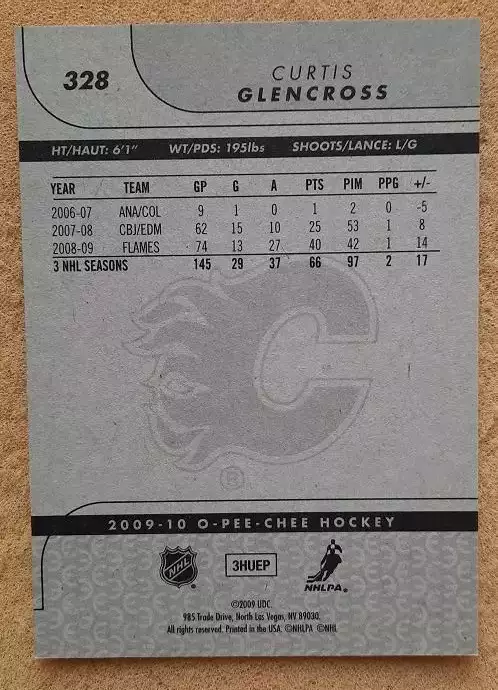 328
CURTIS
GLENCROSS
HT/HAUT: 6'1" WT/PDS: 195lbs SHOOTS/LANCE: L/G
YEAR TEAM GP G A PTS PIM PPG +/-
2006-07 ANA/COL 9 1 0 1 2 0 -5
2007-08 CBJ/EDM 62 15 10 25 53 1 8
2008-09 FLAMES 74 13 27 40 42 1 14
3 NHL SEASONS 145 29 37 66 97 2 17
®
2009-10 O-PEE-CHEE HOCKEY
NHL 3HUEP NHLPA®
©2009 UDC.
985 Trade Drive, North Las Vegas, NV 89030.
All rights reserved. Printed in the USA. ©NHLPA ©NHL